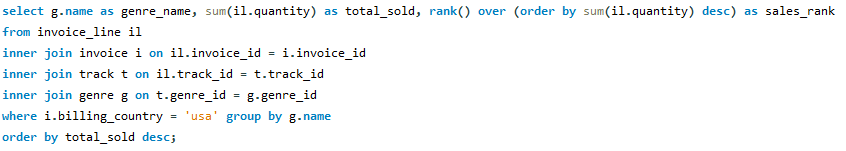 select g.name as genre_name, sum(il.quantity) as total_sold, rank() over (order by sum(il.quantity) desc) as sales_rank
from invoice_line il
inner join invoice i on il.invoice_id = i.invoice_id
inner join track t on il.track_id = t.track_id
inner join genre g on t.genre_id = g.genre_id
where i.billing_country = 'usa' group by g.name
order by total_sold desc;